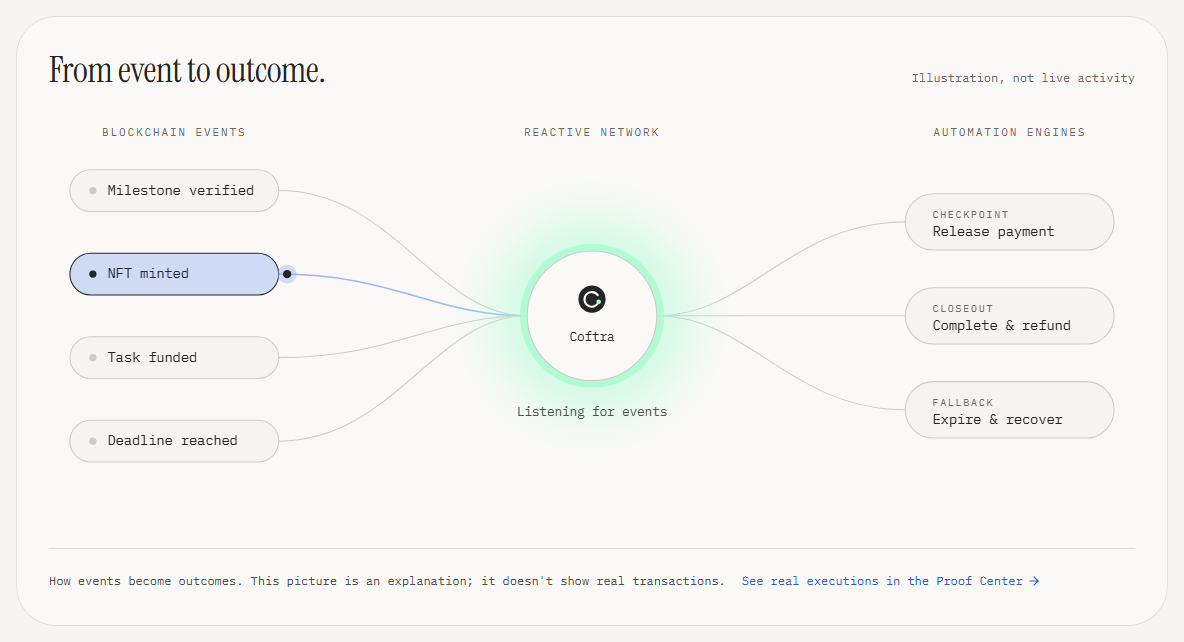 From event to outcome.
Illustration, not live activity
BLOCKCHAIN EVENTS
REACTIVE NETWORK
AUTOMATION ENGINES
Milestone verified
NFT minted
Task funded
Deadline reached
Coftra
Listening for events
CHECKPOINT
Release payment
CLOSEOUT
Complete & refund
FALLBACK
Expire & recover
How events become outcomes. This picture is an explanation; it doesn't show real transactions. See real executions in the Proof Center →